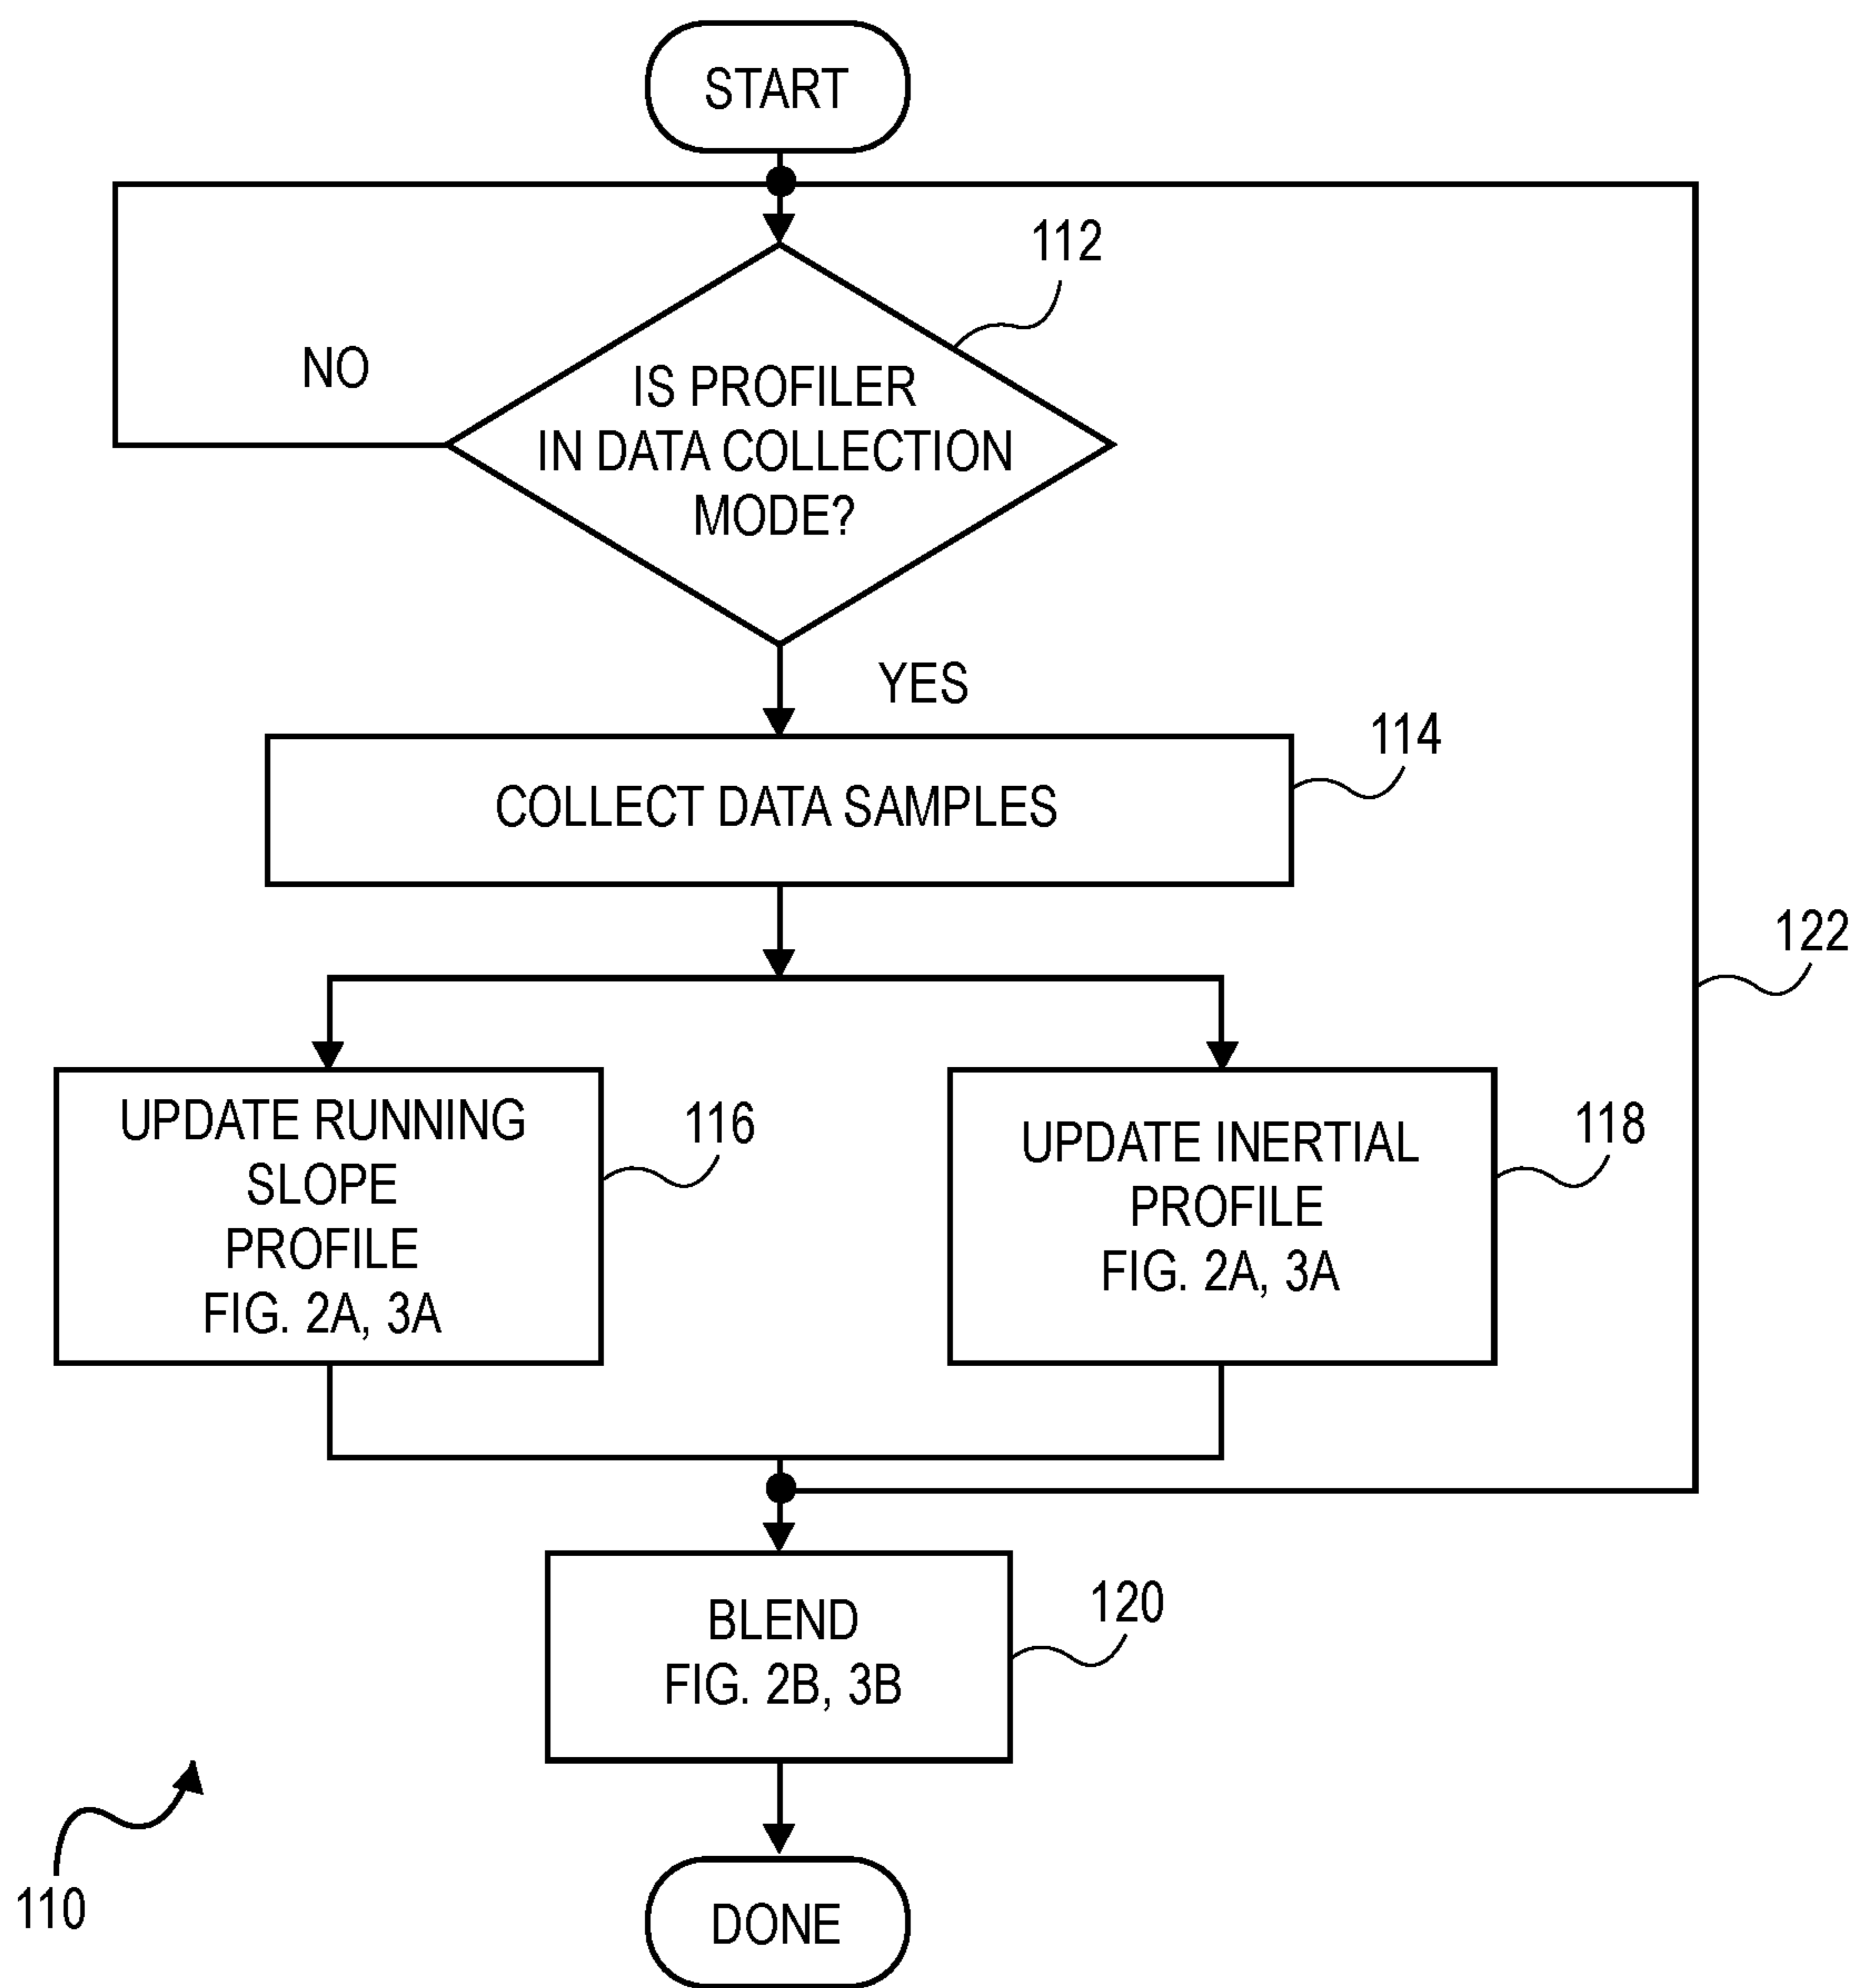 START
112
NO
IS PROFILER
IN DATA COLLECTION
MODE?
YES
114
COLLECT DATA SAMPLES
122
UPDATE RUNNING
SLOPE
PROFILE
FIG. 2A, 3A
116
UPDATE INERTIAL
PROFILE
FIG. 2A, 3A
118
BLEND
FIG. 2B, 3B
120
110
DONE